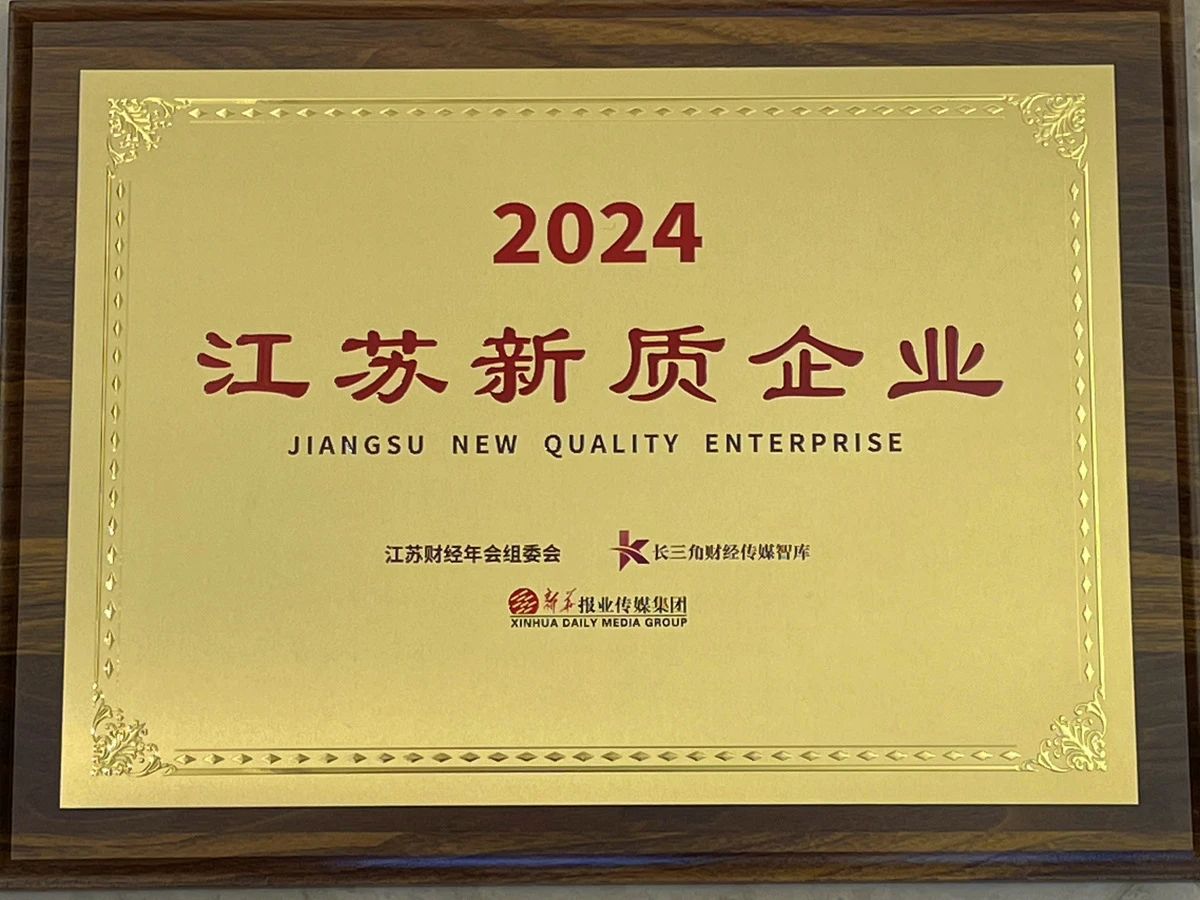 2024
江苏新质企业
JIANGSU NEW QUALITY ENTERPRISE
江苏财经年会组委会 长三角财经传媒智库
新华报业传媒集团
XINHUA DAILY MEDIA GROUP